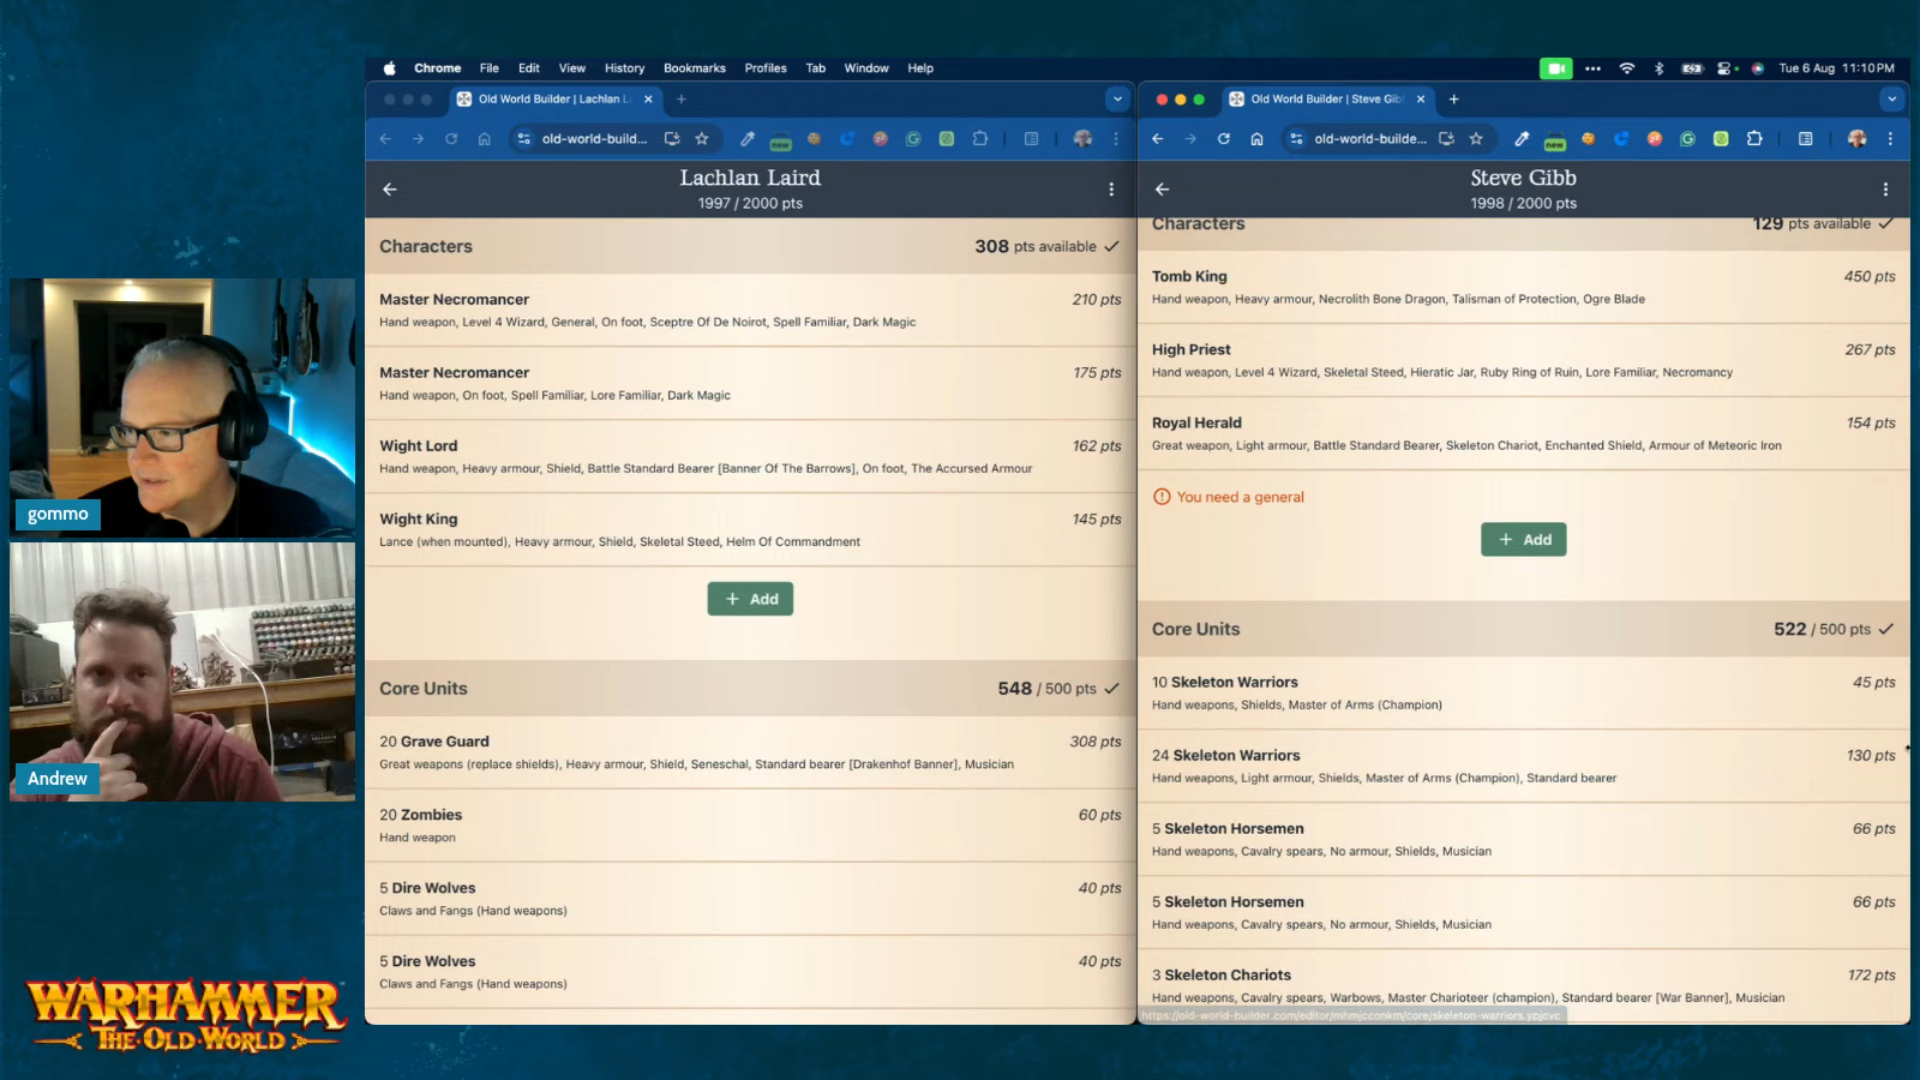 Chrome File Edit View History Bookmarks Profiles Tab Window Help
Tue 6 Aug 11:10 PM
Old World Builder | Lachlan L
old-world-build...
new
Lachlan Laird
1997 / 2000 pts
Characters 308 pts available
Master Necromancer 210 pts
Hand weapon, Level 4 Wizard, General, On foot, Sceptre Of De Noirot, Spell Familiar, Dark Magic
Master Necromancer 175 pts
Hand weapon, On foot, Spell Familiar, Lore Familiar, Dark Magic
Wight Lord 162 pts
Hand weapon, Heavy armour, Shield, Battle Standard Bearer [Banner Of The Barrows], On foot, The Accursed Armour
Wight King 145 pts
Lance (when mounted), Heavy armour, Shield, Skeletal Steed, Helm Of Commandment
+ Add
Core Units 548 / 500 pts
20 Grave Guard 308 pts
Great weapons (replace shields), Heavy armour, Shield, Seneschal, Standard bearer [Drakenhof Banner], Musician
20 Zombies 60 pts
Hand weapon
5 Dire Wolves 40 pts
Claws and Fangs (Hand weapons)
5 Dire Wolves 40 pts
Claws and Fangs (Hand weapons)
Old World Builder | Steve Gib
old-world-builde...
new
Steve Gibb
1998 / 2000 pts
Characters 129 pts available
Tomb King 450 pts
Hand weapon, Heavy armour, Necrolith Bone Dragon, Talisman of Protection, Ogre Blade
High Priest 267 pts
Hand weapon, Level 4 Wizard, Skeletal Steed, Hieratic Jar, Ruby Ring of Ruin, Lore Familiar, Necromancy
Royal Herald 154 pts
Great weapon, Light armour, Battle Standard Bearer, Skeleton Chariot, Enchanted Shield, Armour of Meteoric Iron
You need a general
+ Add
Core Units 522 / 500 pts
10 Skeleton Warriors 45 pts
Hand weapons, Shields, Master of Arms (Champion)
24 Skeleton Warriors 130 pts
Hand weapons, Light armour, Shields, Master of Arms (Champion), Standard bearer
5 Skeleton Horsemen 66 pts
Hand weapons, Cavalry spears, No armour, Shields, Musician
5 Skeleton Horsemen 66 pts
Hand weapons, Cavalry spears, No armour, Shields, Musician
3 Skeleton Chariots 172 pts
Hand weapons, Cavalry spears, Warbows, Master Charioteer (champion), Standard bearer [War Banner], Musician
https://old-world-builder.com/editor/mhmjcconkm/core/skeleton-warriors.ypjcvc
gommo
Andrew
WARHAMMER
THE·OLD·WORLD